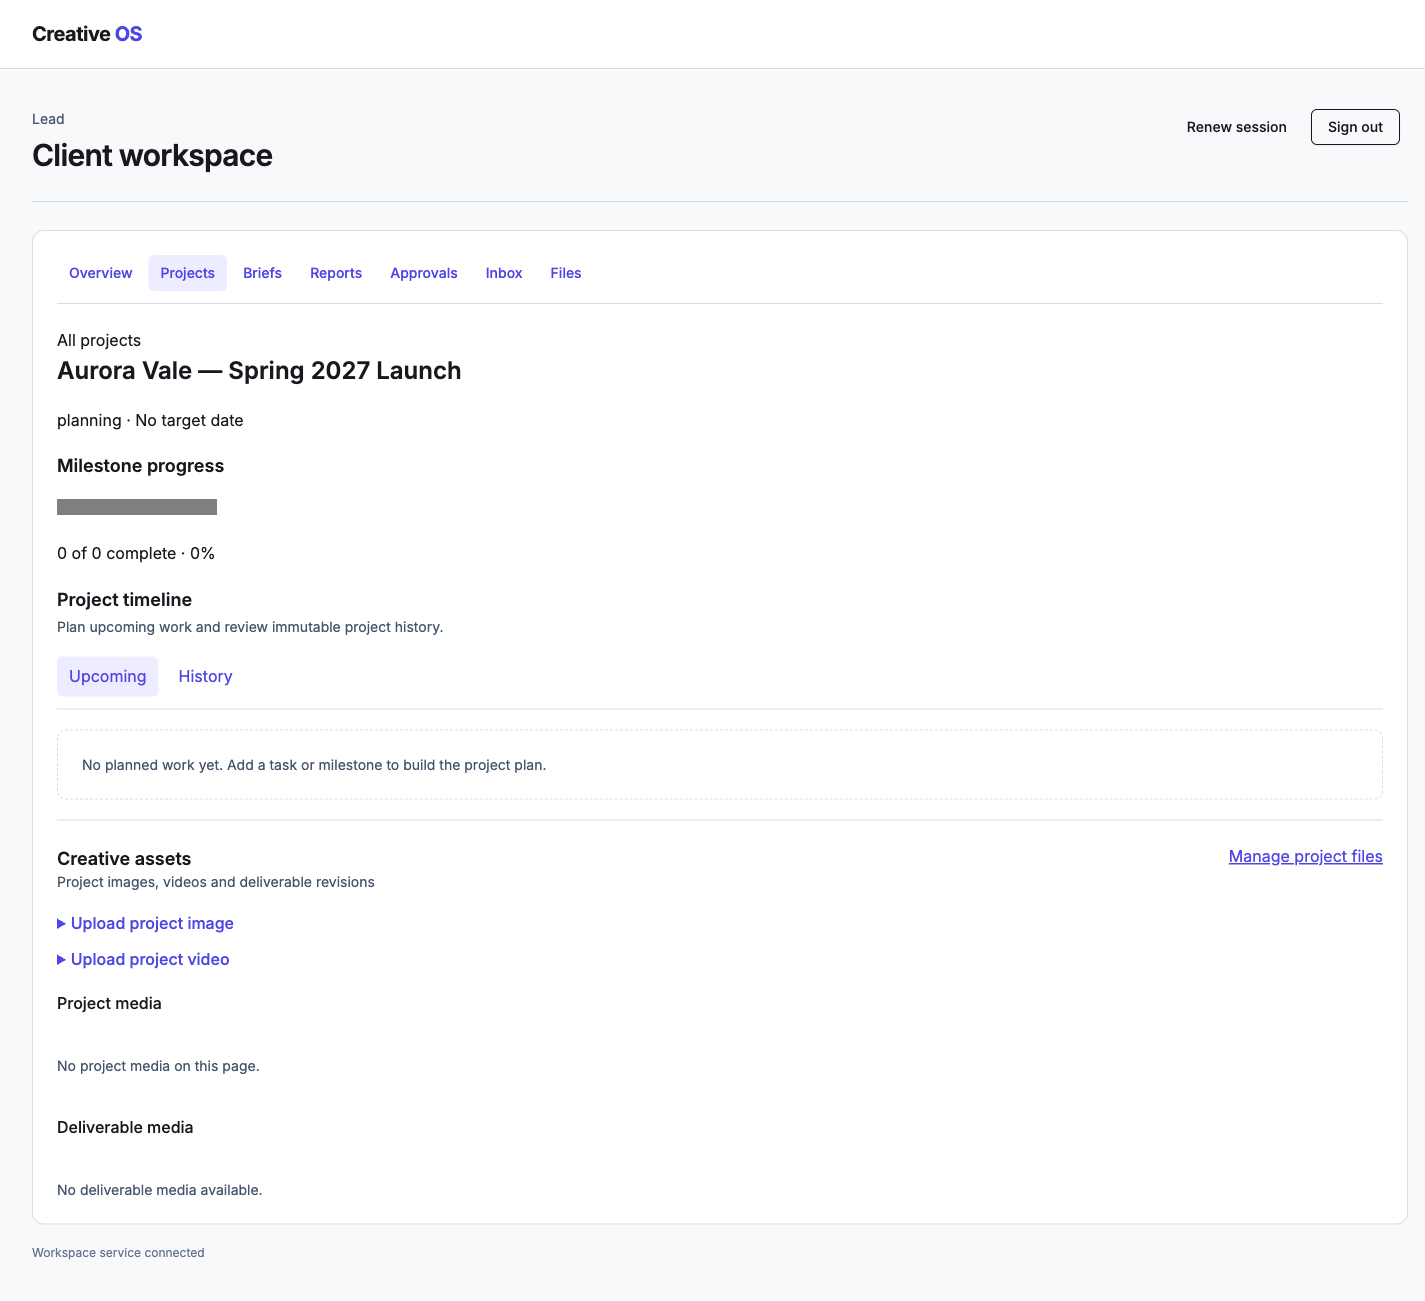 Creative OS
Lead
Client workspace
Renew session
Sign out
Overview
Projects
Briefs
Reports
Approvals
Inbox
Files
All projects
Aurora Vale — Spring 2027 Launch
planning · No target date
Milestone progress
0 of 0 complete · 0%
Project timeline
Plan upcoming work and review immutable project history.
Upcoming
History
No planned work yet. Add a task or milestone to build the project plan.
Creative assets
Manage project files
Project images, videos and deliverable revisions
Upload project image
Upload project video
Project media
No project media on this page.
Deliverable media
No deliverable media available.
Workspace service connected